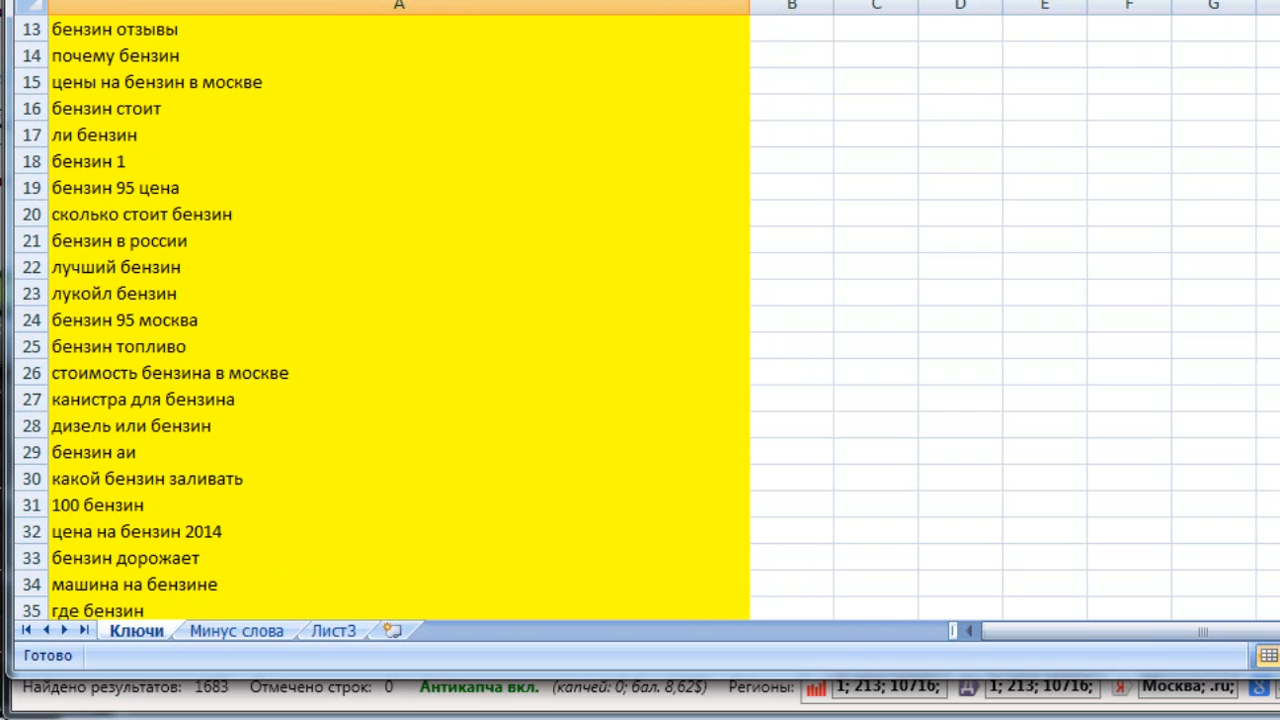 A B C D E F G
13 бензин отзывы
14 почему бензин
15 цены на бензин в москве
16 бензин стоит
17 ли бензин
18 бензин 1
19 бензин 95 цена
20 сколько стоит бензин
21 бензин в россии
22 лучший бензин
23 лукойл бензин
24 бензин 95 москва
25 бензин топливо
26 стоимость бензина в москве
27 канистра для бензина
28 дизель или бензин
29 бензин аи
30 какой бензин заливать
31 100 бензин
32 цена на бензин 2014
33 бензин дорожает
34 машина на бензине
35 где бензин
Ключи Минус слова Лист3
Готово
Найдено результатов: 1683 Отмечено строк: 0 Антикапча вкл. (капчей: 0; бал. 8,62$) Регионы: 1; 213; 10716; Д 1; 213; 10716; Я Москва; .ru; 8